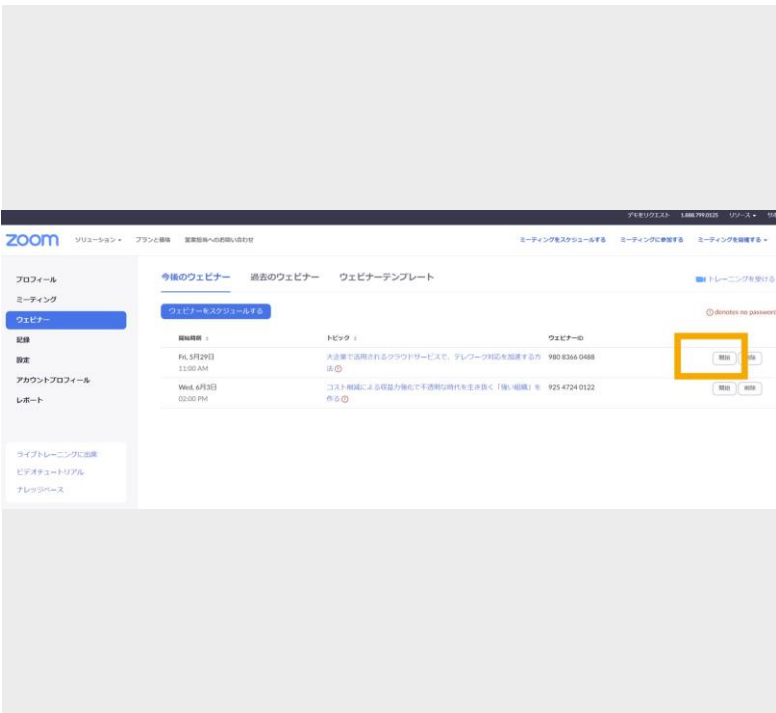 デモをリクエスト 1.888.799.0125 リソース サポ
zoom ソリューション プランと価格 営業担当へのお問い合わせ ミーティングをスケジュールする ミーティングに参加する ミーティングを開催する
プロフィール
ミーティング
ウェビナー
記録
設定
アカウントプロフィール
レポート
ライブトレーニングに出席
ビデオチュートリアル
ナレッジベース
今後のウェビナー 過去のウェビナー ウェビナーテンプレート
トレーニングを受ける
ウェビナーをスケジュールする
denotes no password
開始時刻 トピック ウェビナーID
Fri, 5月29日 大企業で活用されるクラウドサービスで、テレワーク対応を加速する方 980 8366 0488 開始 削除
11:00 AM 法
Wed, 6月3日 コスト削減による収益力強化で不透明な時代を生き抜く「強い組織」を 925 4724 0122 開始 削除
02:00 PM 作る